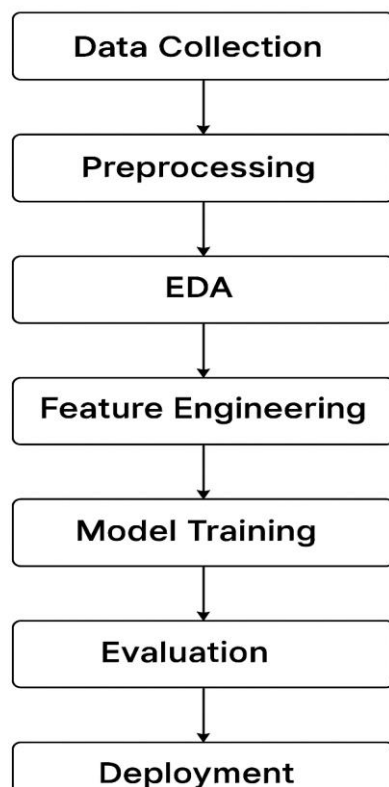 Data Collection
Preprocessing
EDA
Feature Engineering
Model Training
Evaluation
Deployment